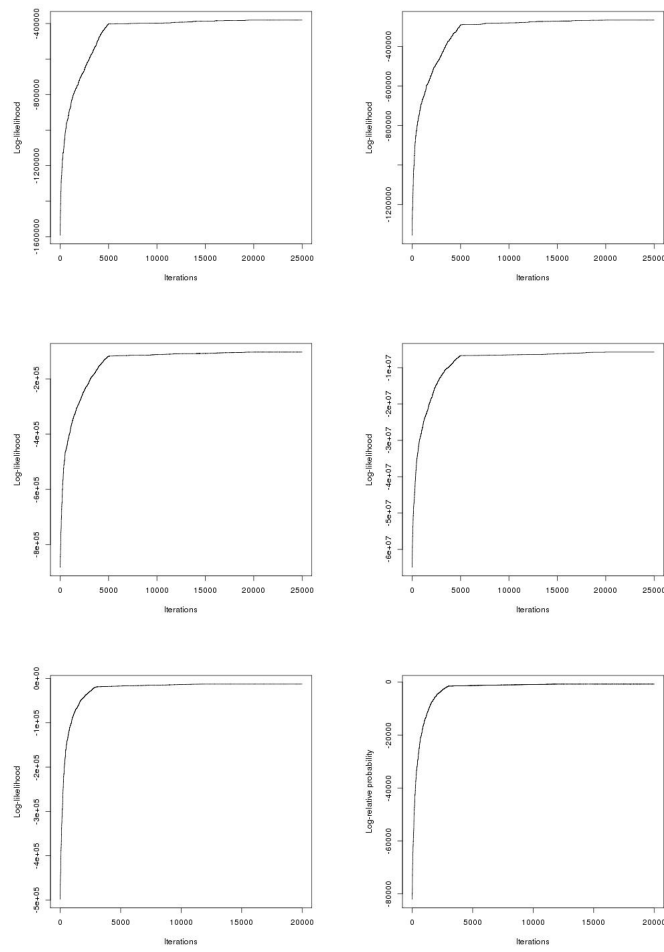 -400000
-800000
-1200000
-1600000
Log-likelihood
0 5000 10000 15000 20000 25000
Iterations
-400000
-600000
-800000
-1200000
Log-likelihood
0 5000 10000 15000 20000 25000
Iterations
-2e+05
-4e+05
-6e+05
-8e+05
Log-likelihood
0 5000 10000 15000 20000 25000
Iterations
-1e+07
-2e+07
-3e+07
-4e+07
-5e+07
-6e+07
Log-likelihood
0 5000 10000 15000 20000 25000
Iterations
0e+00
-1e+05
-2e+05
-3e+05
-4e+05
-5e+05
Log-likelihood
0 5000 10000 15000 20000
Iterations
0
-20000
-40000
-60000
-80000
Log-relative probability
0 5000 10000 15000 20000
Iterations